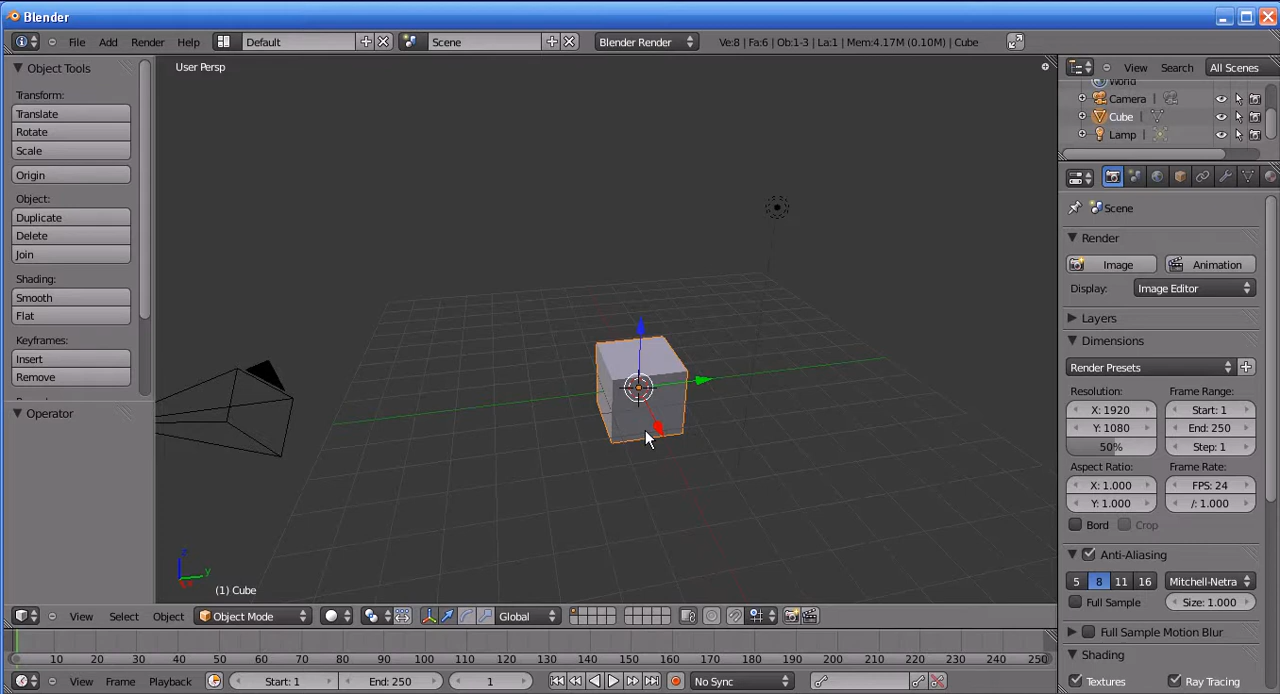 Blender
File Add Render Help Default Scene Blender Render Ve:8 | Fa:6 | Ob:1-3 | La:1 | Mem:4.17M (0.10M) | Cube
Object Tools
Transform:
Translate
Rotate
Scale
Origin
Object:
Duplicate
Delete
Join
Shading:
Smooth
Flat
Keyframes:
Insert
Remove
Operator
User Persp
(1) Cube
z
y
View Select Object Object Mode Global
10 20 30 40 50 60 70 80 90 100 110 120 130 140 150 160 170 180 190 200 210 220 230 240 250
View Frame Playback Start: 1 End: 250 1 No Sync
View Search All Scenes
World
Camera
Cube
Lamp
Scene
Render
Image Animation
Display: Image Editor
Layers
Dimensions
Render Presets
Resolution: Frame Range:
X: 1920 Start: 1
Y: 1080 End: 250
50% Step: 1
Aspect Ratio: Frame Rate:
X: 1.000 FPS: 24
Y: 1.000 /: 1.000
Bord Crop
Anti-Aliasing
5 8 11 16 Mitchell-Netra
Full Sample Size: 1.000
Full Sample Motion Blur
Shading
Textures Ray Tracing